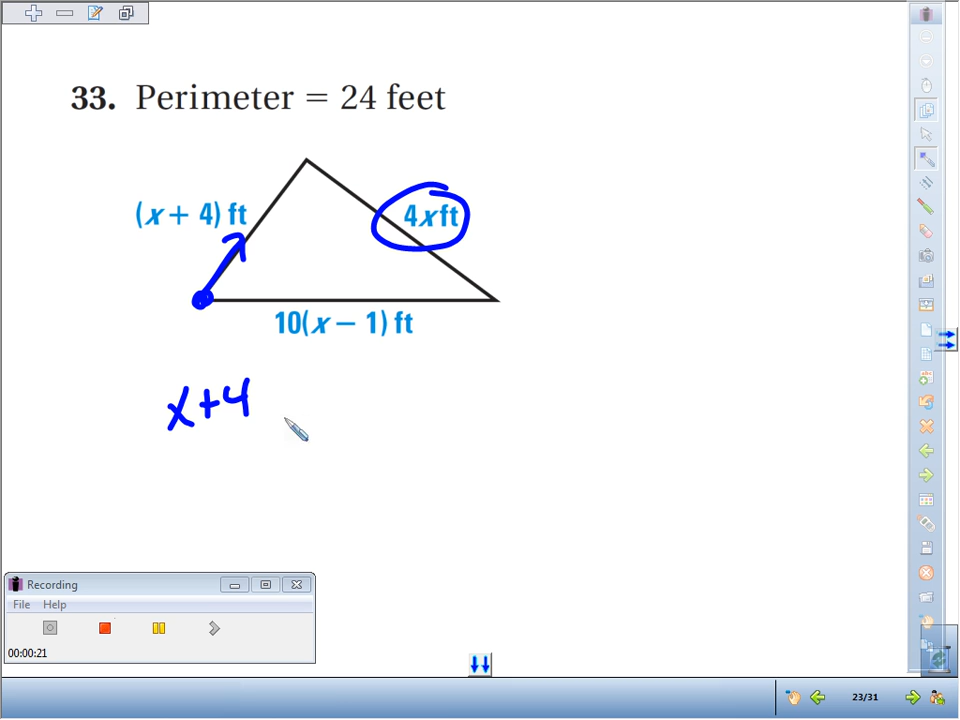 33. Perimeter = 24 feet
(x + 4) ft
4x ft
10(x − 1) ft
x+4
Recording
File Help
00:00:21
23/31